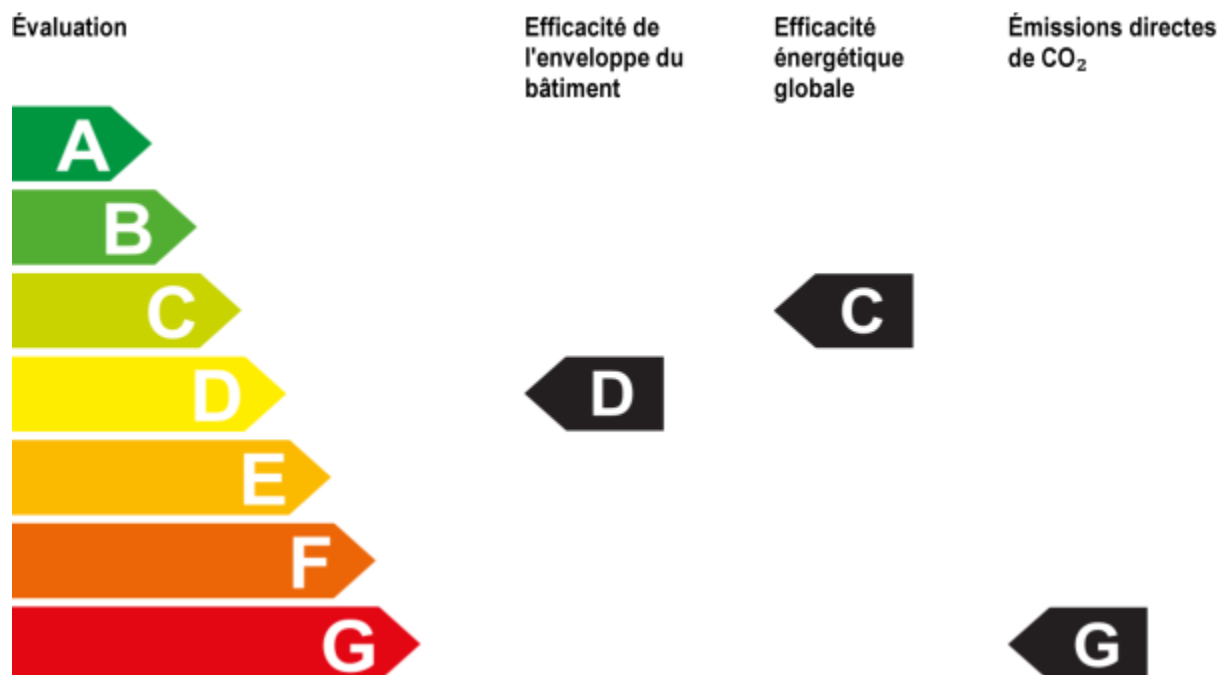 Évaluation
Efficacité de
l'enveloppe du
bâtiment
Efficacité
énergétique
globale
Émissions directes
de CO₂
A
B
C
C
D
D
E
F
G
G